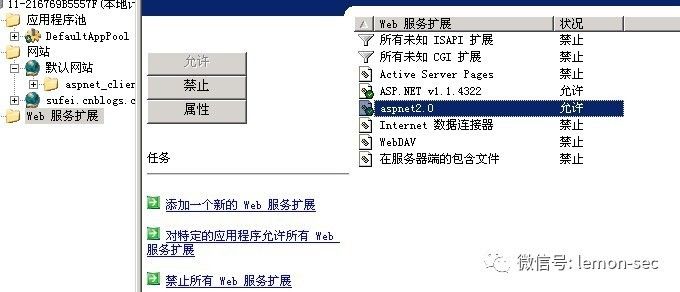 11-216769B5557F(本地计
应用程序池
DefaultAppPool
网站
默认网站
aspnet_clien
sufei.cnblogs.c
Web 服务扩展
允许
禁止
属性
任务
添加一个新的 Web 服务扩展
对特定的应用程序允许所有 Web
服务扩展
禁止所有 Web 服务扩展
Web 服务扩展 状况
所有未知 ISAPI 扩展 禁止
所有未知 CGI 扩展 禁止
Active Server Pages 禁止
ASP.NET v1.1.4322 允许
aspnet2.0 允许
Internet 数据连接器 禁止
WebDAV 禁止
在服务器端的包含文件 禁止
微信号: lemon-sec